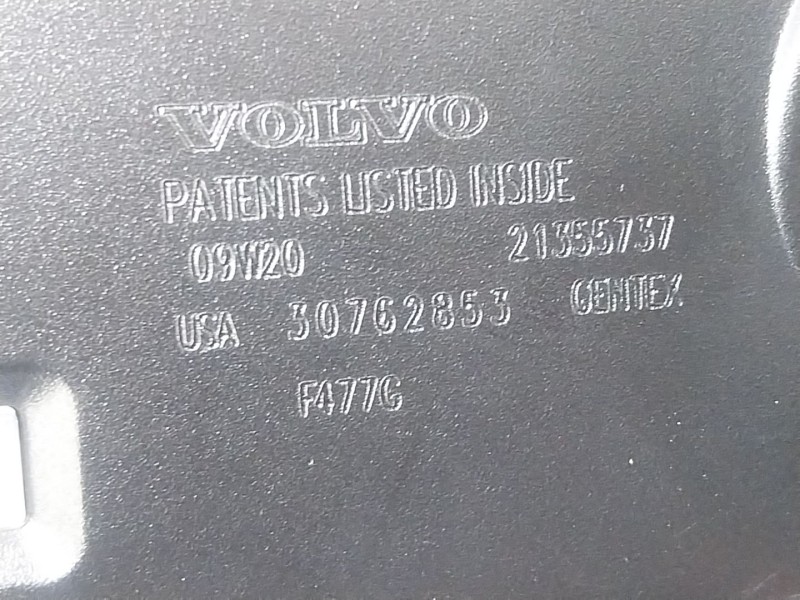 VOLVO
PATENTS LISTED INSIDE
09W20 21355737
USA 30762853 GENTEX
F477G